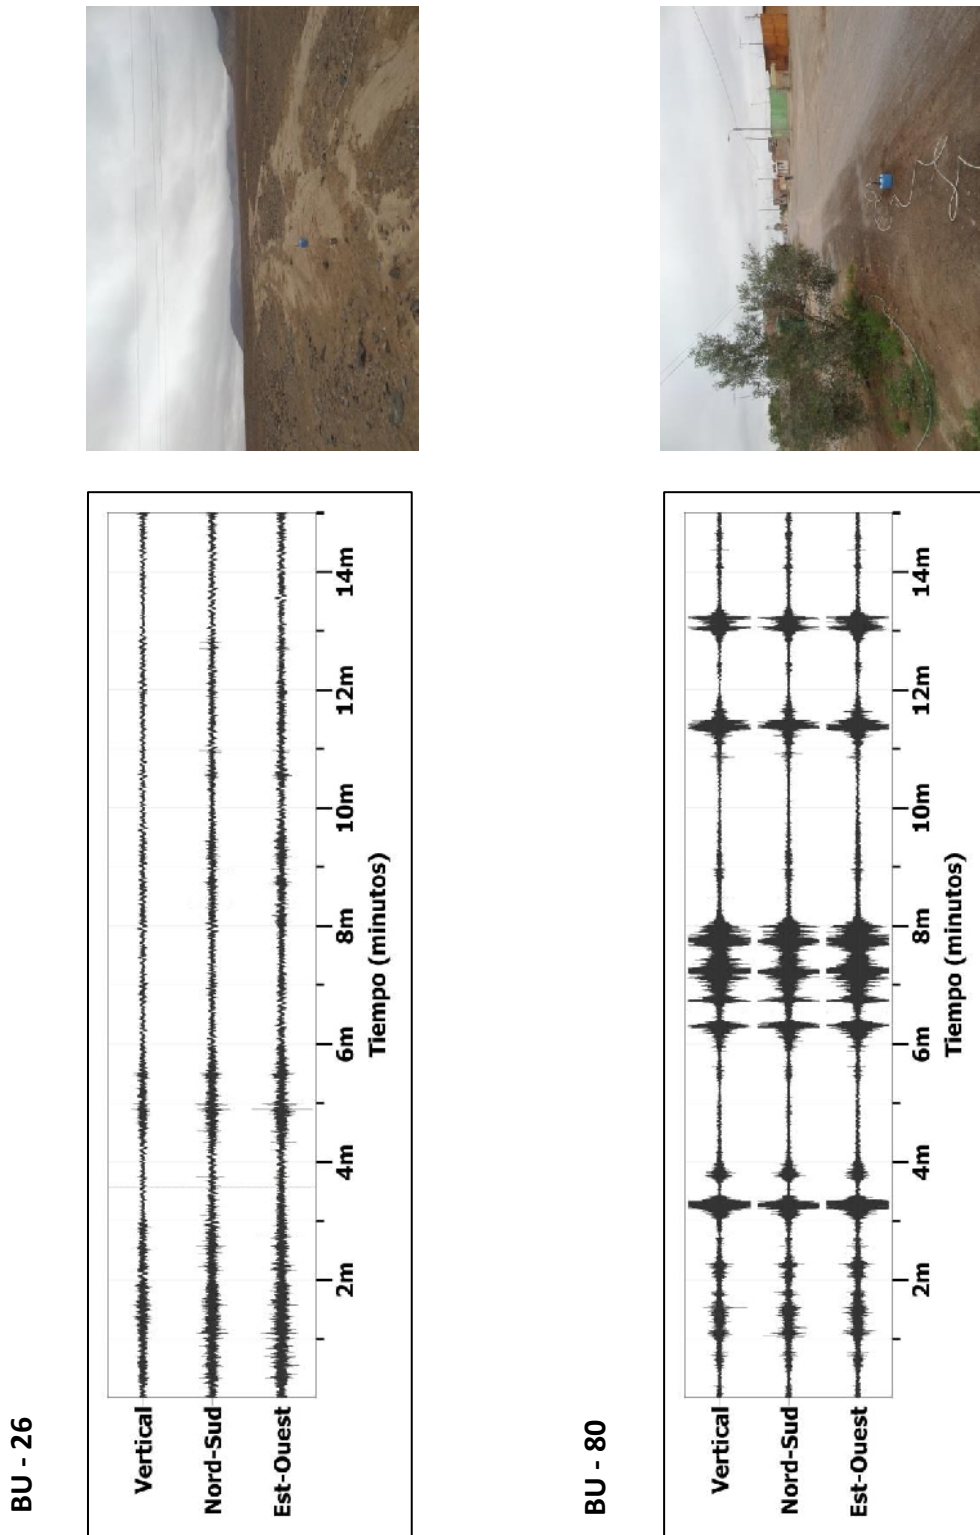 BU - 26
Vertical
Nord-Sud
Est-Ouest
2m 4m 6m 8m 10m 12m 14m
Tiempo (minutos)
BU - 80
Vertical
Nord-Sud
Est-Ouest
2m 4m 6m 8m 10m 12m 14m
Tiempo (minutos)